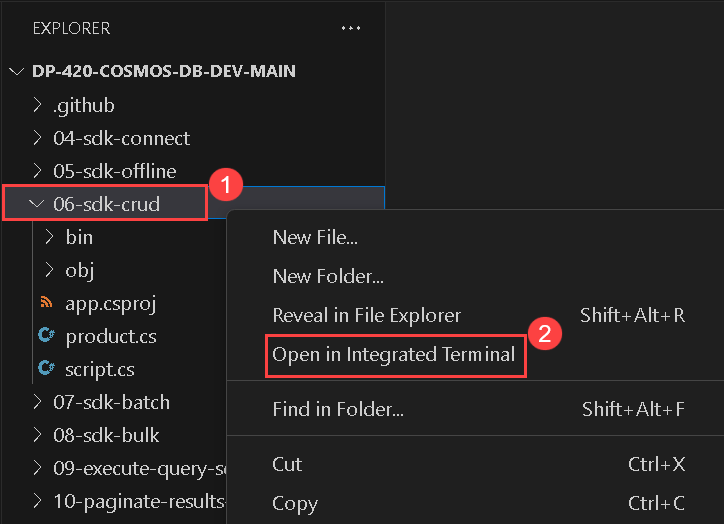 EXPLORER ...
DP-420-COSMOS-DB-DEV-MAIN
.github
04-sdk-connect
05-sdk-offline
06-sdk-crud
1
bin
obj
app.csproj
product.cs
script.cs
07-sdk-batch
08-sdk-bulk
09-execute-query-s
10-paginate-results-
New File...
New Folder...
Reveal in File Explorer Shift+Alt+R
2
Open in Integrated Terminal
Find in Folder... Shift+Alt+F
Cut Ctrl+X
Copy Ctrl+C